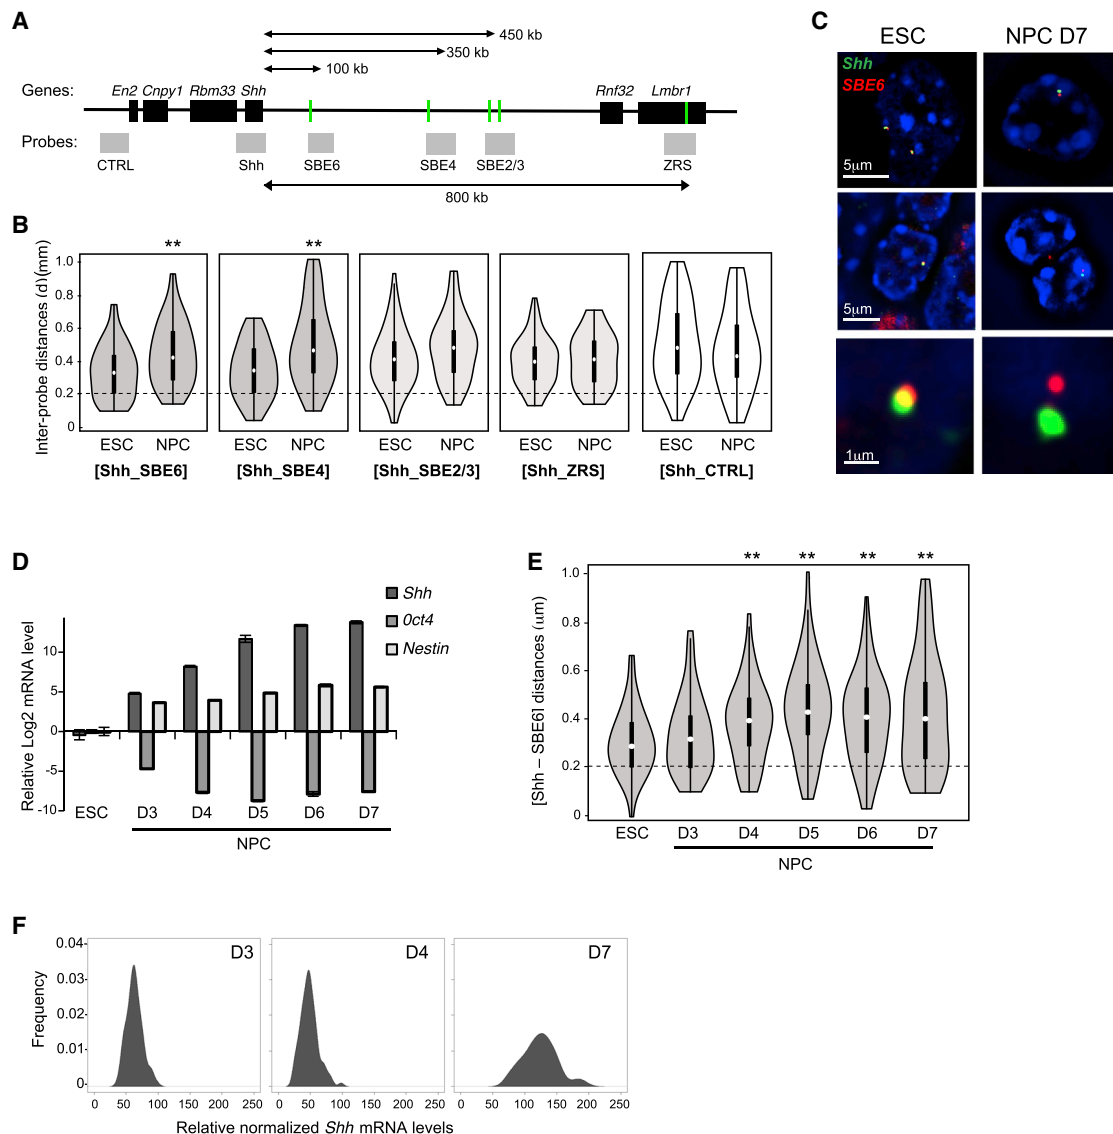 A
450 kb
350 kb
100 kb
Genes: En2 Cnpy1 Rbm33 Shh Rnf32 Lmbr1
Probes:
CTRL Shh SBE6 SBE4 SBE2/3 ZRS
800 kb
B
Inter-probe distances (d)(mm)
1.0
0.8
0.6
0.4
0.2
0
** **
ESC NPC ESC NPC ESC NPC ESC NPC ESC NPC
[Shh_SBE6] [Shh_SBE4] [Shh_SBE2/3] [Shh_ZRS] [Shh_CTRL]
C
ESC NPC D7
Shh
SBE6
5μm
5μm
1μm
D
Relative Log2 mRNA level
10
5
0
-5
-10
Shh
0ct4
Nestin
ESC D3 D4 D5 D6 D7
NPC
E
[Shh – SBE6] distances (um)
1.0
0.8
0.6
0.4
0.2
0
** ** ** **
ESC D3 D4 D5 D6 D7
NPC
F
Frequency
0.04
0.03
0.02
0.01
0
D3 D4 D7
0 50 100 150 200 250 0 50 100 150 200 250 0 50 100 150 200 250
Relative normalized Shh mRNA levels